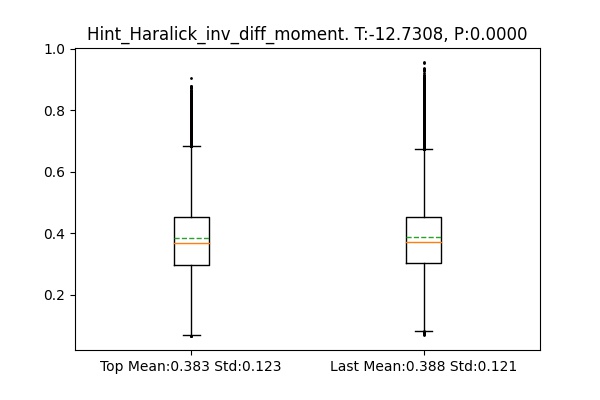 Hint_Haralick_inv_diff_moment. T:-12.7308, P:0.0000
1.0
0.8
0.6
0.4
0.2
Top Mean:0.383 Std:0.123
Last Mean:0.388 Std:0.121